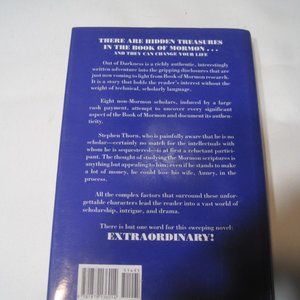 THERE ARE HIDDEN TREASURES
IN THE BOOK OF MORMON . . .
AND THEY CAN CHANGE YOUR LIFE
Out of Darkness is a richly authentic, interestingly
written adventure into the gripping disclosures that are
just now coming to light from Book of Mormon research.
It is a story that holds the reader's interest without the
weight of technical, scholarly language.
Eight non-Mormon scholars, induced by a large
cash payment, attempt to uncover every significant
aspect of the Book of Mormon and document its authen-
ticity.
Stephen Thorn, who is painfully aware that he is no
scholar—certainly no match for the intellectuals with
whom he is sequestered—is at first a reluctant partici-
pant. The thought of studying the Mormon scriptures is
anything but appealing to him; even if he stands to make
a lot of money, he could lose his wife, Anney, in the
process.
All the complex factors that surround these unfor-
gettable characters lead the reader into a vast world of
scholarship, intrigue, and drama.
There is but one word for this sweeping novel:
EXTRAORDINARY!